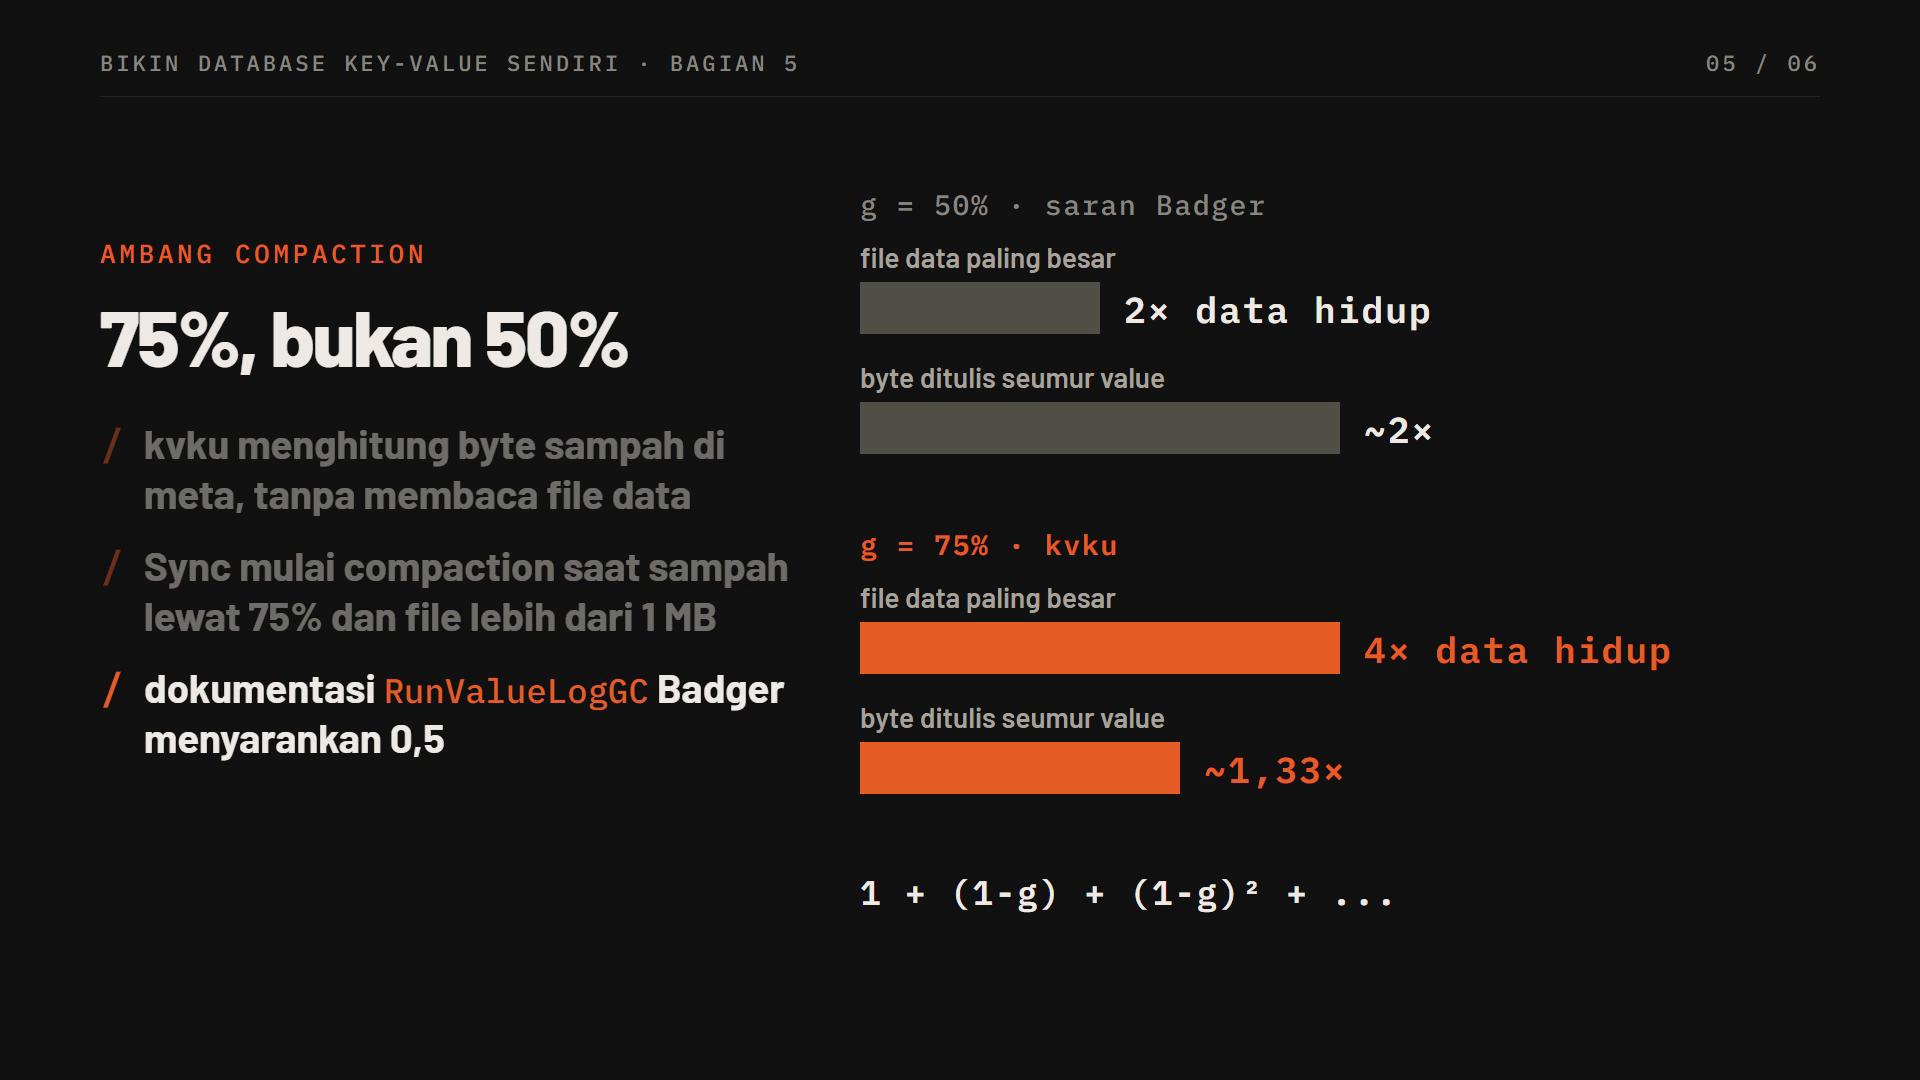 BIKIN DATABASE KEY-VALUE SENDIRI · BAGIAN 5
05 / 06
AMBANG COMPACTION
75%, bukan 50%
/ kvku menghitung byte sampah di
meta, tanpa membaca file data
/ Sync mulai compaction saat sampah
lewat 75% dan file lebih dari 1 MB
/ dokumentasi RunValueLogGC Badger
menyarankan 0,5
g = 50% · saran Badger
file data paling besar
2× data hidup
byte ditulis seumur value
~2×
g = 75% · kvku
file data paling besar
4× data hidup
byte ditulis seumur value
~1,33×
1 + (1-g) + (1-g)² + ...